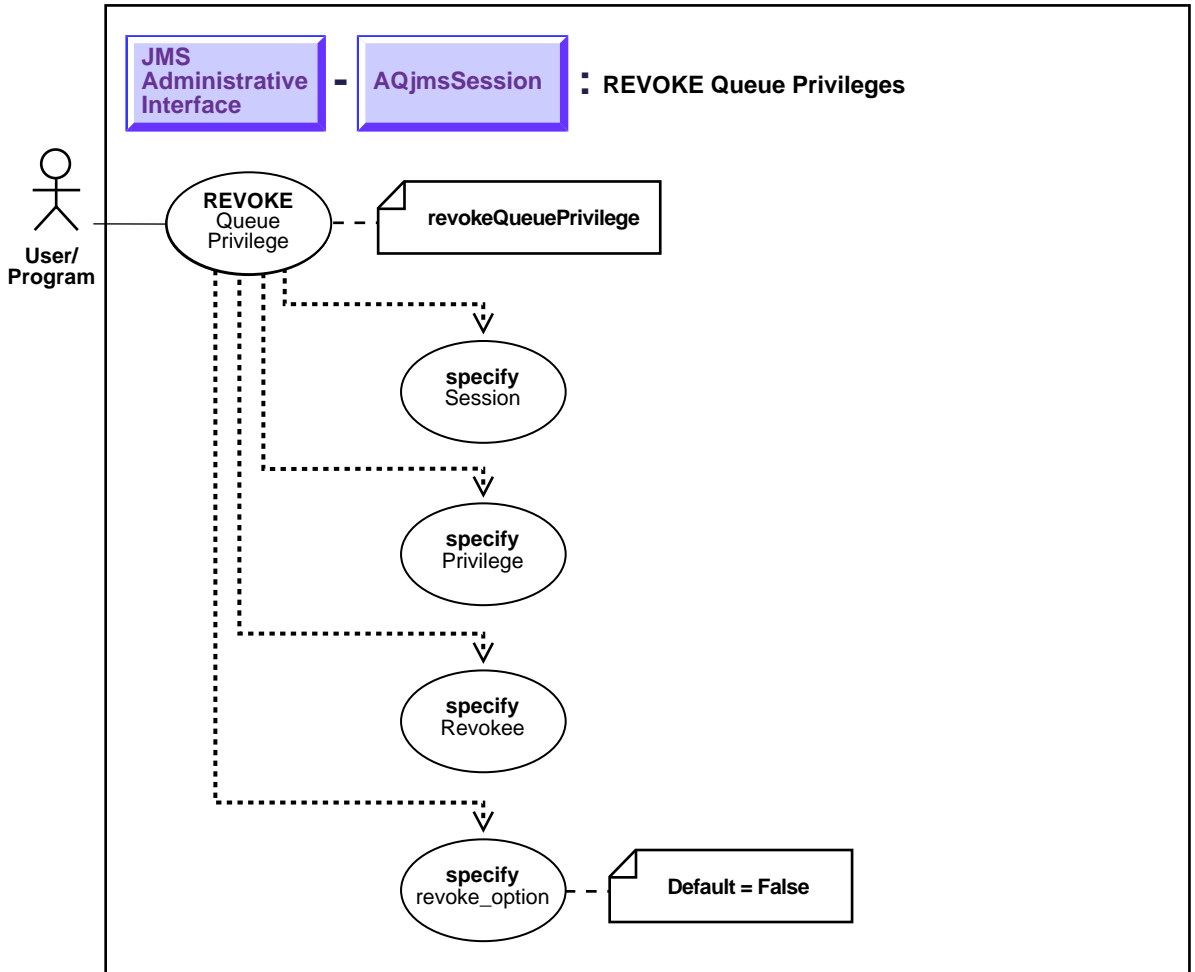 JMS
Administrative
Interface
-
AQjmsSession
: REVOKE Queue Privileges
User/
Program
REVOKE
Queue
Privilege
revokeQueuePrivilege
specify
Session
specify
Privilege
specify
Revokee
specify
revoke_option
Default = False